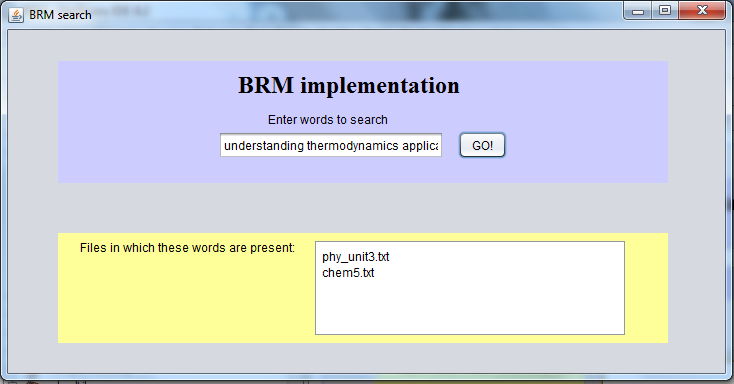 BRM search
BRM implementation
Enter words to search
understanding thermodynamics
GO!
Files in which these words are present:
phy_unit3.txt
chem5.txt